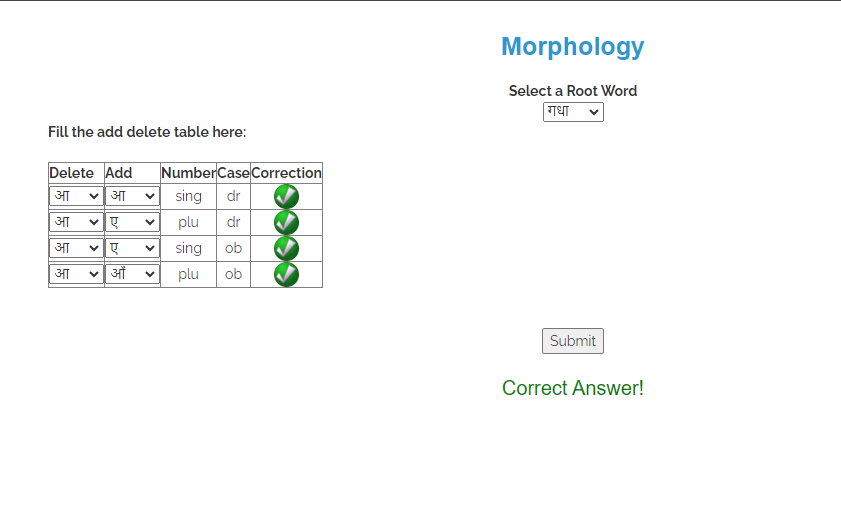 Morphology
Select a Root Word
गधा
Fill the add delete table here:
Delete Add Number Case Correction
आ आ sing dr
आ ए plu dr
आ ए sing ob
आ ओं plu ob
Submit
Correct Answer!